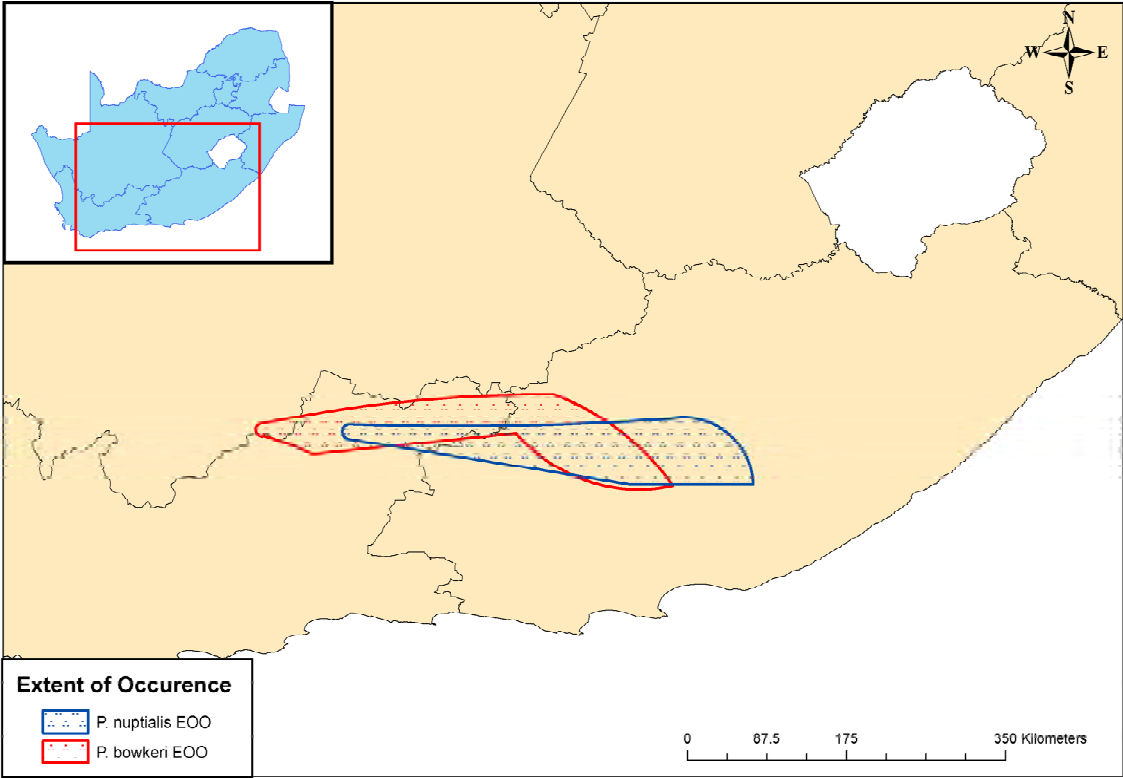 N
W E
S
Extent of Occurence
P. nuptialis EOO
P. bowkeri EOO
0 87.5 175 350 Kilometers